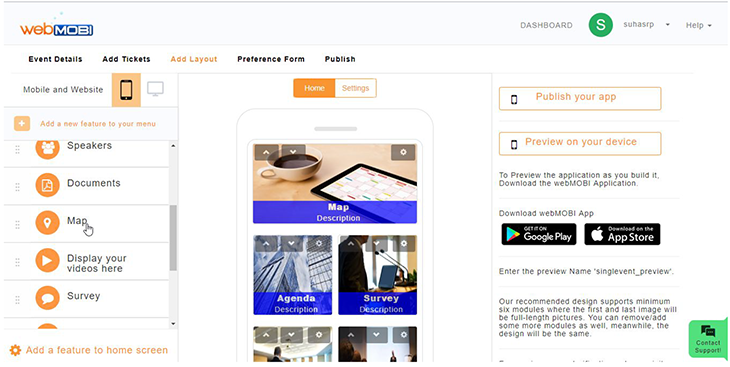 webMOBI
DASHBOARD
S
suhasrp
Help
Event Details
Add Tickets
Add Layout
Preference Form
Publish
Mobile and Website
Add a new feature to your menu
Speakers
Documents
Map
Display your
videos here
Survey
Add a feature to home screen
Home
Settings
Map
Description
Agenda
Description
Survey
Description
Publish your app
Preview on your device
To Preview the application as you build it,
Download the webMOBI Application.
Download webMOBI App
GET IT ON
Google Play
Download on the
App Store
Enter the preview Name 'singlevent_preview'.
Our recommended design supports minimum
six modules where the first and last image will
be full-length pictures. You can remove/add
some more modules as well, meanwhile, the
design will be the same.
Contact
Support!